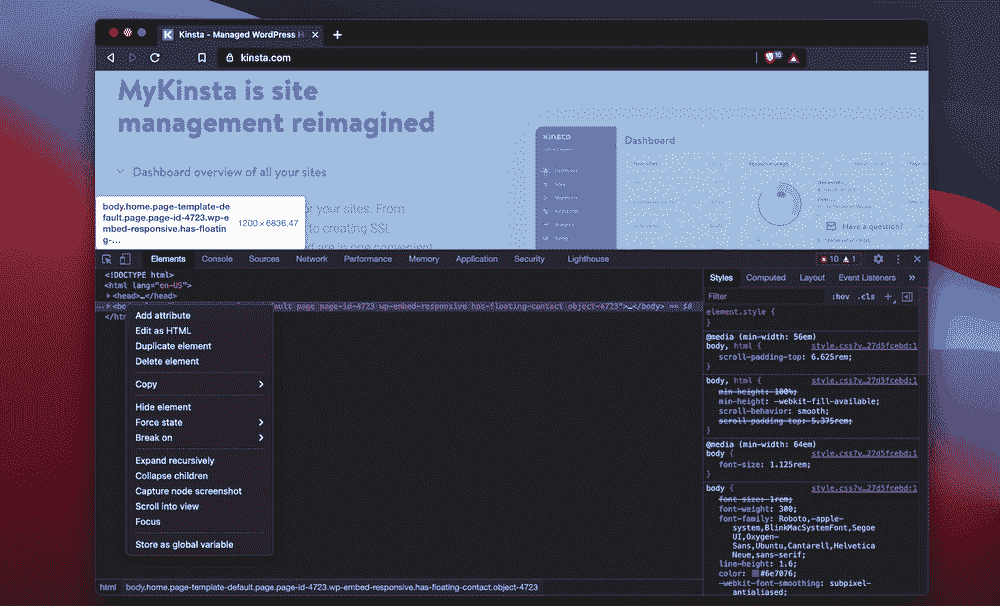 Kinsta - Managed WordPress H
kinsta.com
10
MyKinsta is site
management reimagined
Dashboard overview of all your sites
your sites. From
to creating SSL
are in one convenient
body.home.page-template-de-
fault.page.page-id-4723.wp-e-
mbed-responsive.has-floatin
g-…
1200 × 6836.47
KINSTA
Dashboard
Have a question?
Elements Console Sources Network Performance Memory Application Security Lighthouse
10 1
<!DOCTYPE html>
<html lang="en-US">
<head>…</head>
<bo
ault page page-id-4723 wp-embed-responsive has-floating-contact object-4723">…</body> == $0
</ht
Add attribute
Edit as HTML
Duplicate element
Delete element
Copy
Hide element
Force state
Break on
Expand recursively
Collapse children
Capture node screenshot
Scroll into view
Focus
Store as global variable
html body.home.page-template-default.page.page-id-4723.wp-embed-responsive.has-floating-contact.object-4723
Styles Computed Layout Event Listeners
Filter :hov .cls +
element.style {
}
@media (min-width: 56em)
body, html { style.css?v…27d5fcebd:1
scroll-padding-top: 6.625rem;
}
body, html { style.css?v…27d5fcebd:1
min-height: 100%;
min-height: -webkit-fill-available;
scroll-behavior: smooth;
scroll-padding-top: 5.375rem;
}
@media (min-width: 64em)
body { style.css?v…27d5fcebd:1
font-size: 1.125rem;
}
body { style.css?v…27d5fcebd:1
font-size: 1rem;
font-weight: 300;
font-family: Roboto,-apple-
system,BlinkMacSystemFont,Segoe
UI,Oxygen-
Sans,Ubuntu,Cantarell,Helvetica
Neue,sans-serif;
line-height: 1.6;
color: #6e7076;
-webkit-font-smoothing: subpixel-
antialiased;